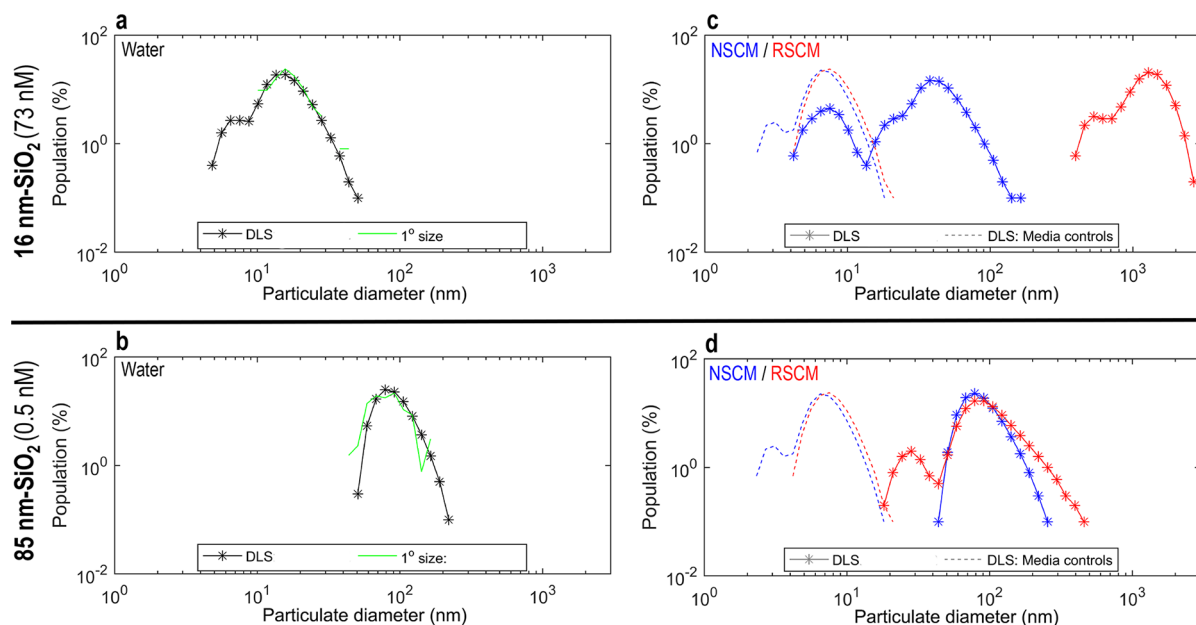 16 nm-SiO2 (73 nM)
a
Water
Population (%)
10^2
10^0
10^-2
DLS
1° size
10^0 10^1 10^2 10^3
Particulate diameter (nm)
c
NSCM / RSCM
Population (%)
10^2
10^0
10^-2
DLS
DLS: Media controls
10^0 10^1 10^2 10^3
Particulate diameter (nm)
85 nm-SiO2 (0.5 nM)
b
Water
Population (%)
10^2
10^0
10^-2
DLS
1° size:
10^0 10^1 10^2 10^3
Particulate diameter (nm)
d
NSCM / RSCM
Population (%)
10^2
10^0
10^-2
DLS
DLS: Media controls
10^0 10^1 10^2 10^3
Particulate diameter (nm)